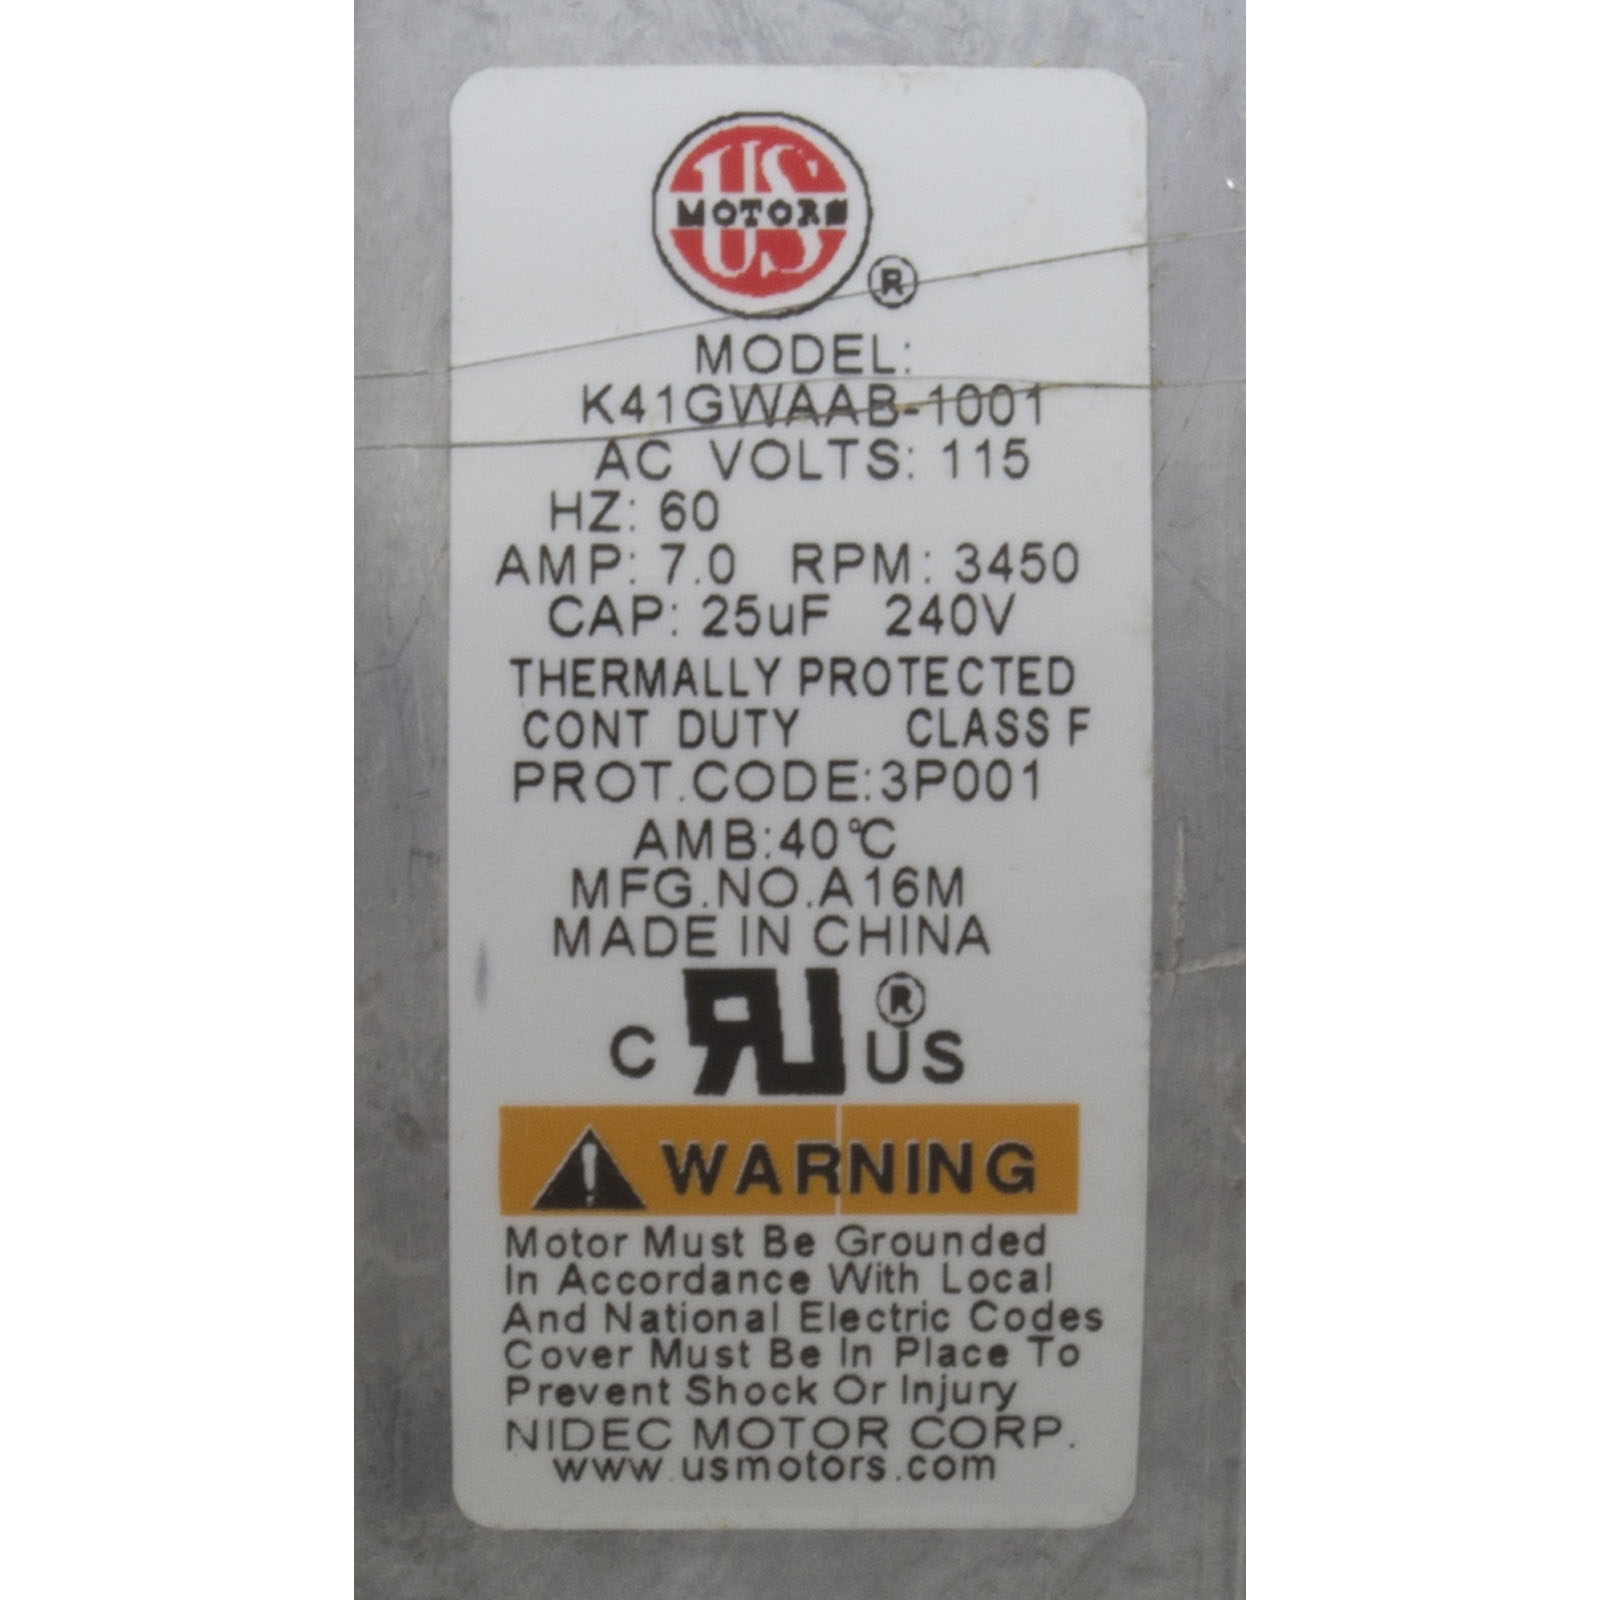 US
MOTORS
®
MODEL:
K41GWAAB-1001
AC VOLTS: 115
HZ: 60
AMP: 7.0 RPM: 3450
CAP: 25uF 240V
THERMALLY PROTECTED
CONT DUTY CLASS F
PROT.CODE:3P001
AMB:40°C
MFG.NO.A16M
MADE IN CHINA
C RU ® US
WARNING
Motor Must Be Grounded
In Accordance With Local
And National Electric Codes
Cover Must Be In Place To
Prevent Shock Or Injury
NIDEC MOTOR CORP.
www.usmotors.com